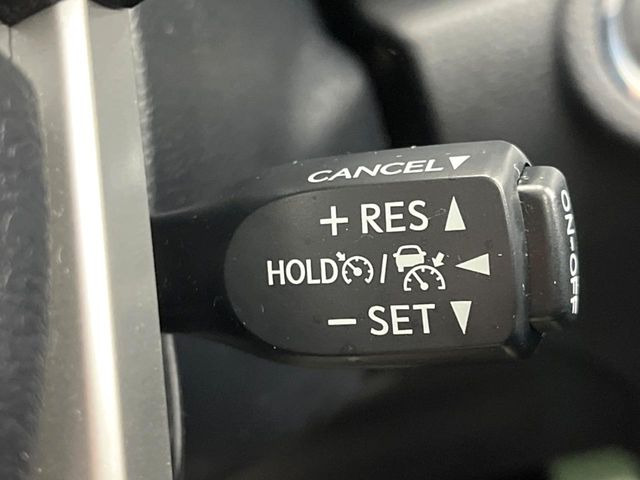 CANCEL▼
+ RES ▲
HOLD / ◀
− SET ▼
ON-OFF